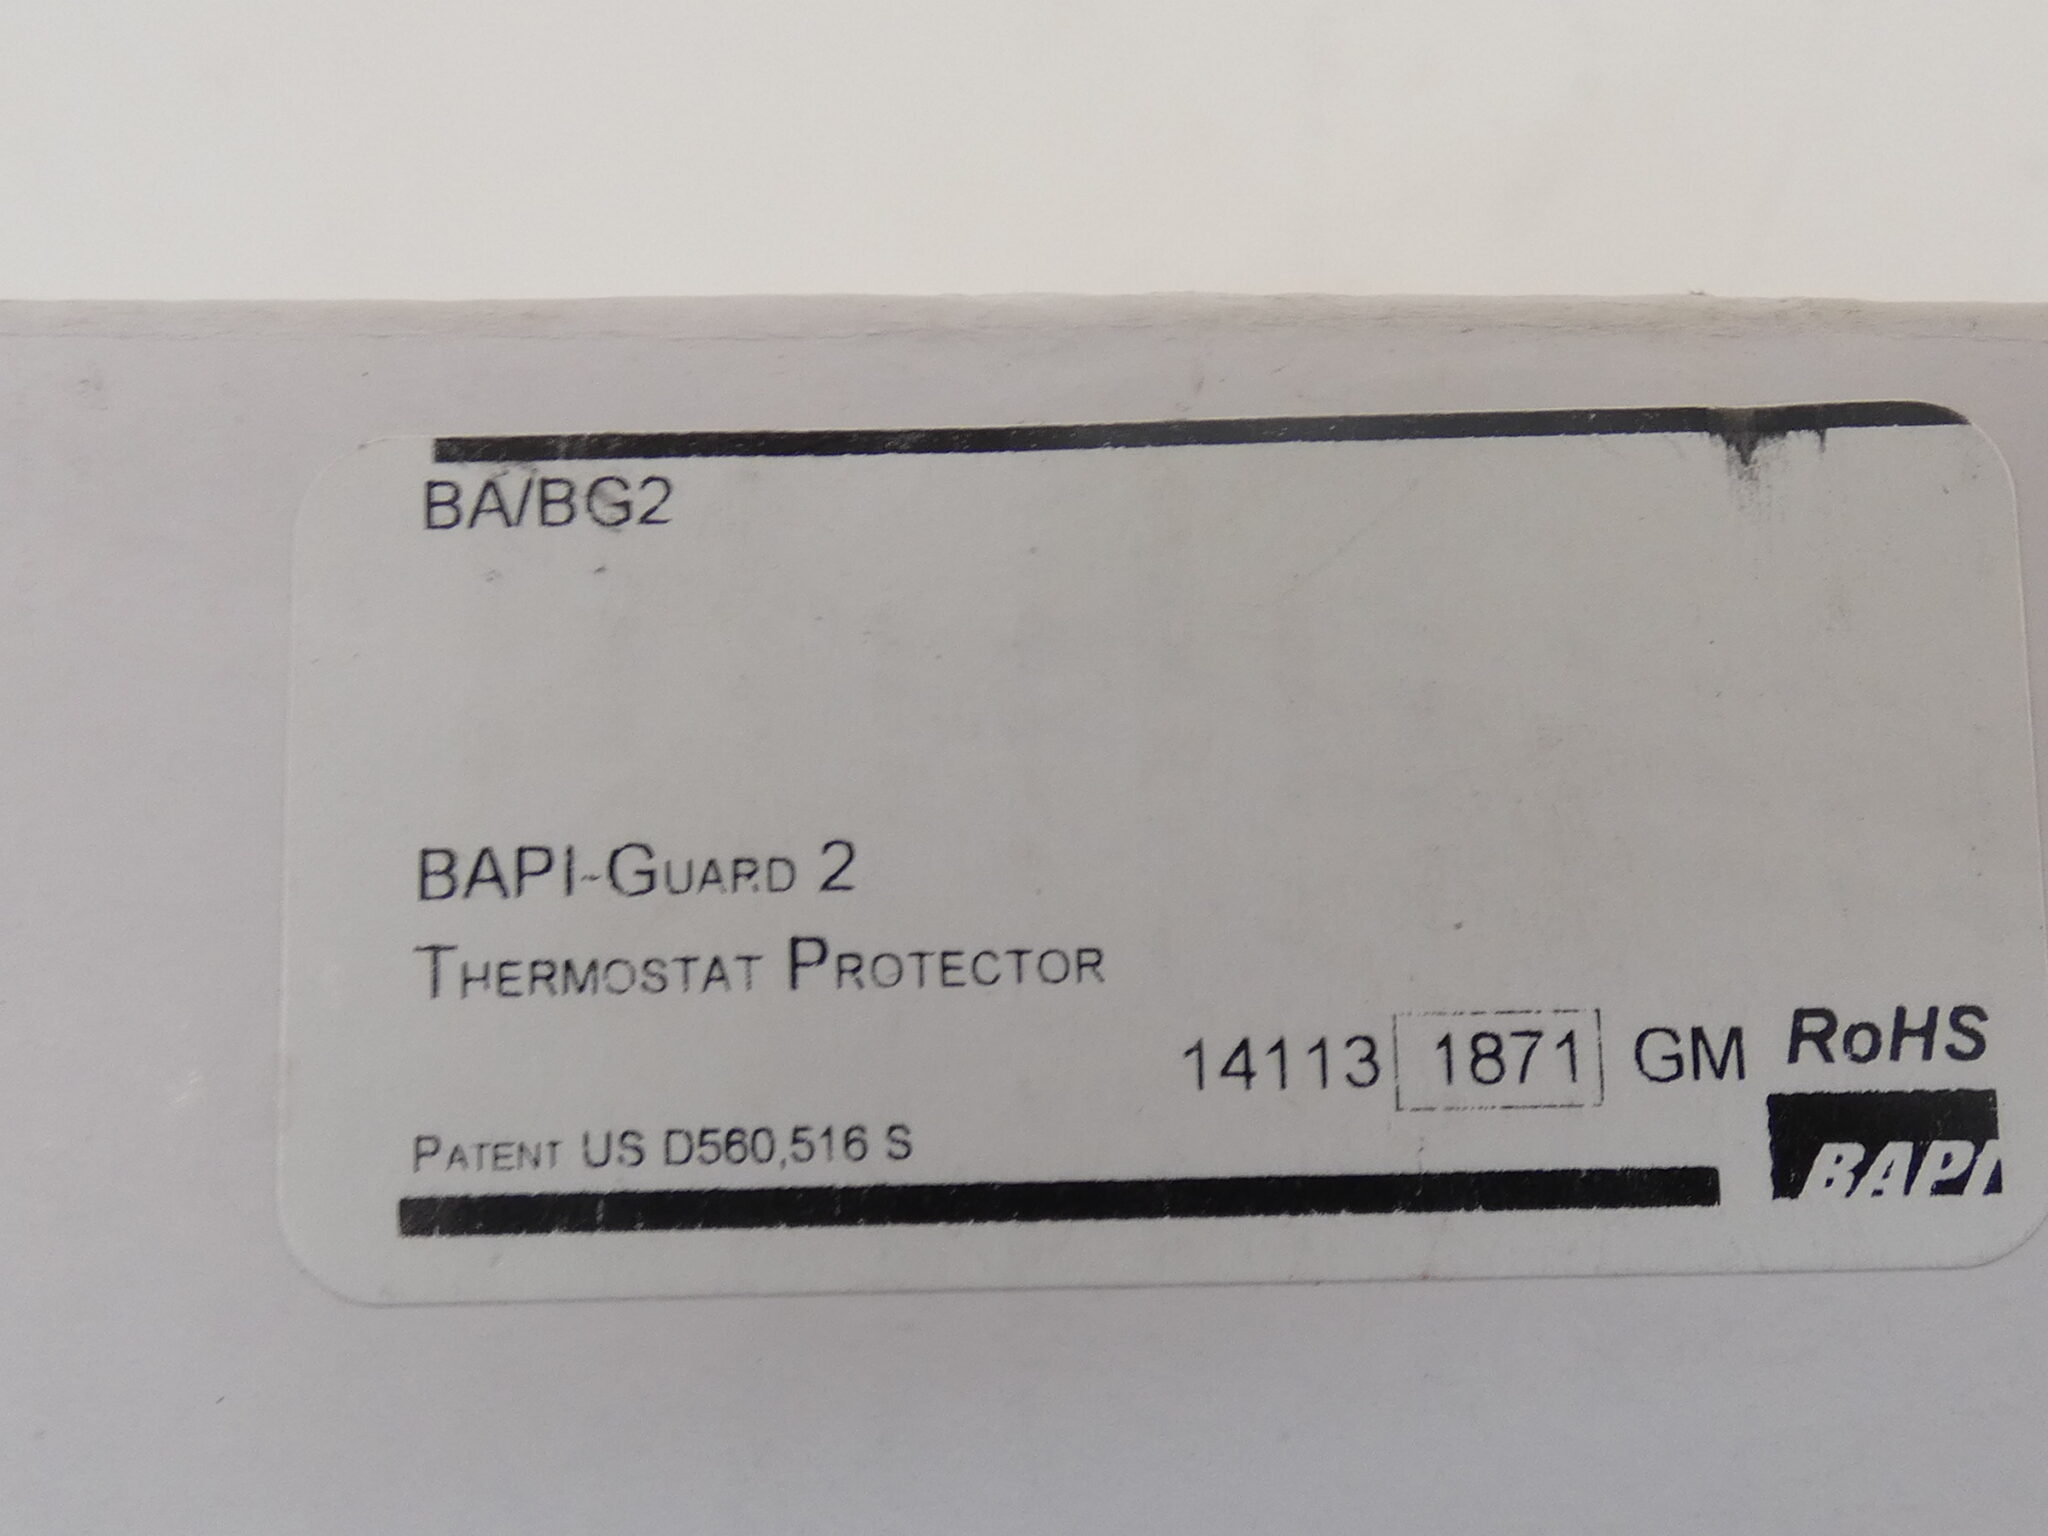 BA/BG2
BAPI-GUARD 2
THERMOSTAT PROTECTOR
14113 1871 GM RoHS
BAPI
PATENT US D560,516 S